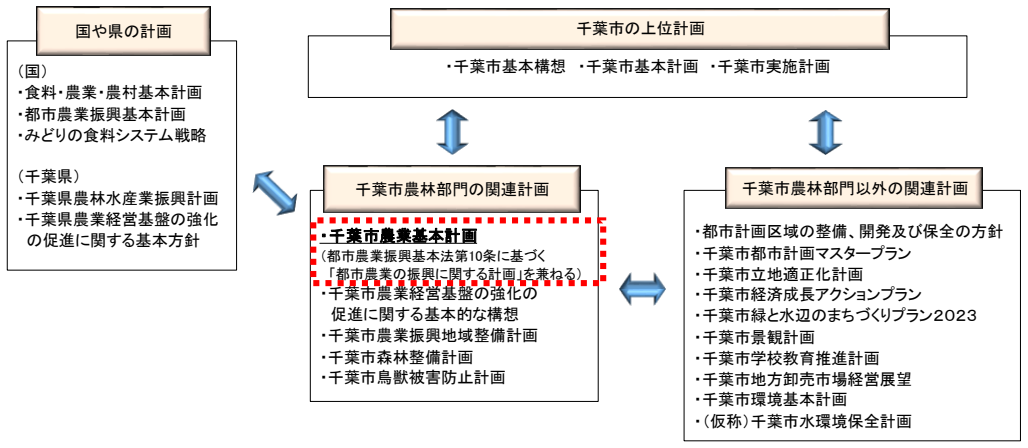 国や県の計画
(国)
・食料・農業・農村基本計画
・都市農業振興基本計画
・みどりの食料システム戦略
(千葉県)
・千葉県農林水産業振興計画
・千葉県農業経営基盤の強化
の促進に関する基本方針
千葉市の上位計画
・千葉市基本構想 ・千葉市基本計画 ・千葉市実施計画
千葉市農林部門の関連計画
・千葉市農業基本計画
(都市農業振興基本法第10条に基づく
「都市農業の振興に関する計画」を兼ねる)
・千葉市農業経営基盤の強化の
促進に関する基本的な構想
・千葉市農業振興地域整備計画
・千葉市森林整備計画
・千葉市鳥獣被害防止計画
千葉市農林部門以外の関連計画
・都市計画区域の整備、開発及び保全の方針
・千葉市都市計画マスタープラン
・千葉市立地適正化計画
・千葉市経済成長アクションプラン
・千葉市緑と水辺のまちづくりプラン2023
・千葉市景観計画
・千葉市学校教育推進計画
・千葉市地方卸売市場経営展望
・千葉市環境基本計画
・(仮称)千葉市水環境保全計画